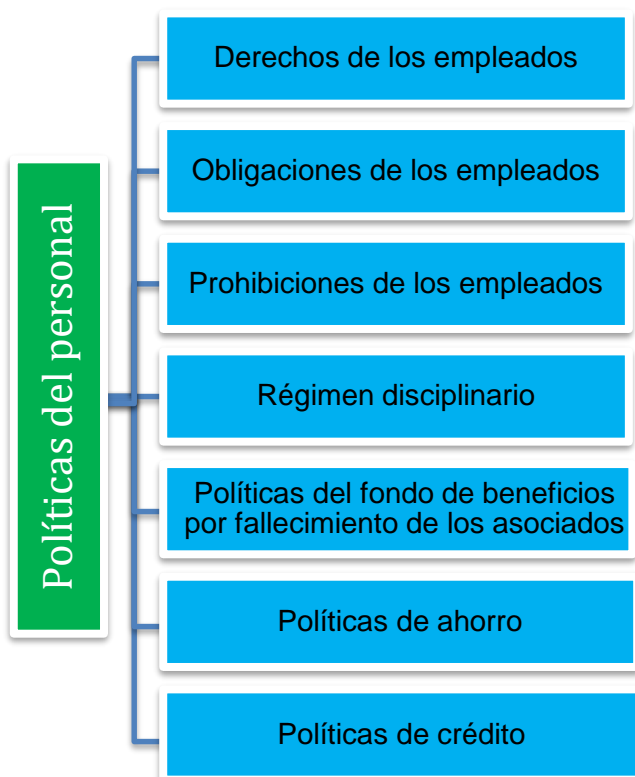 Políticas del personal
Derechos de los empleados
Obligaciones de los empleados
Prohibiciones de los empleados
Régimen disciplinario
Políticas del fondo de beneficios
por fallecimiento de los asociados
Políticas de ahorro
Políticas de crédito